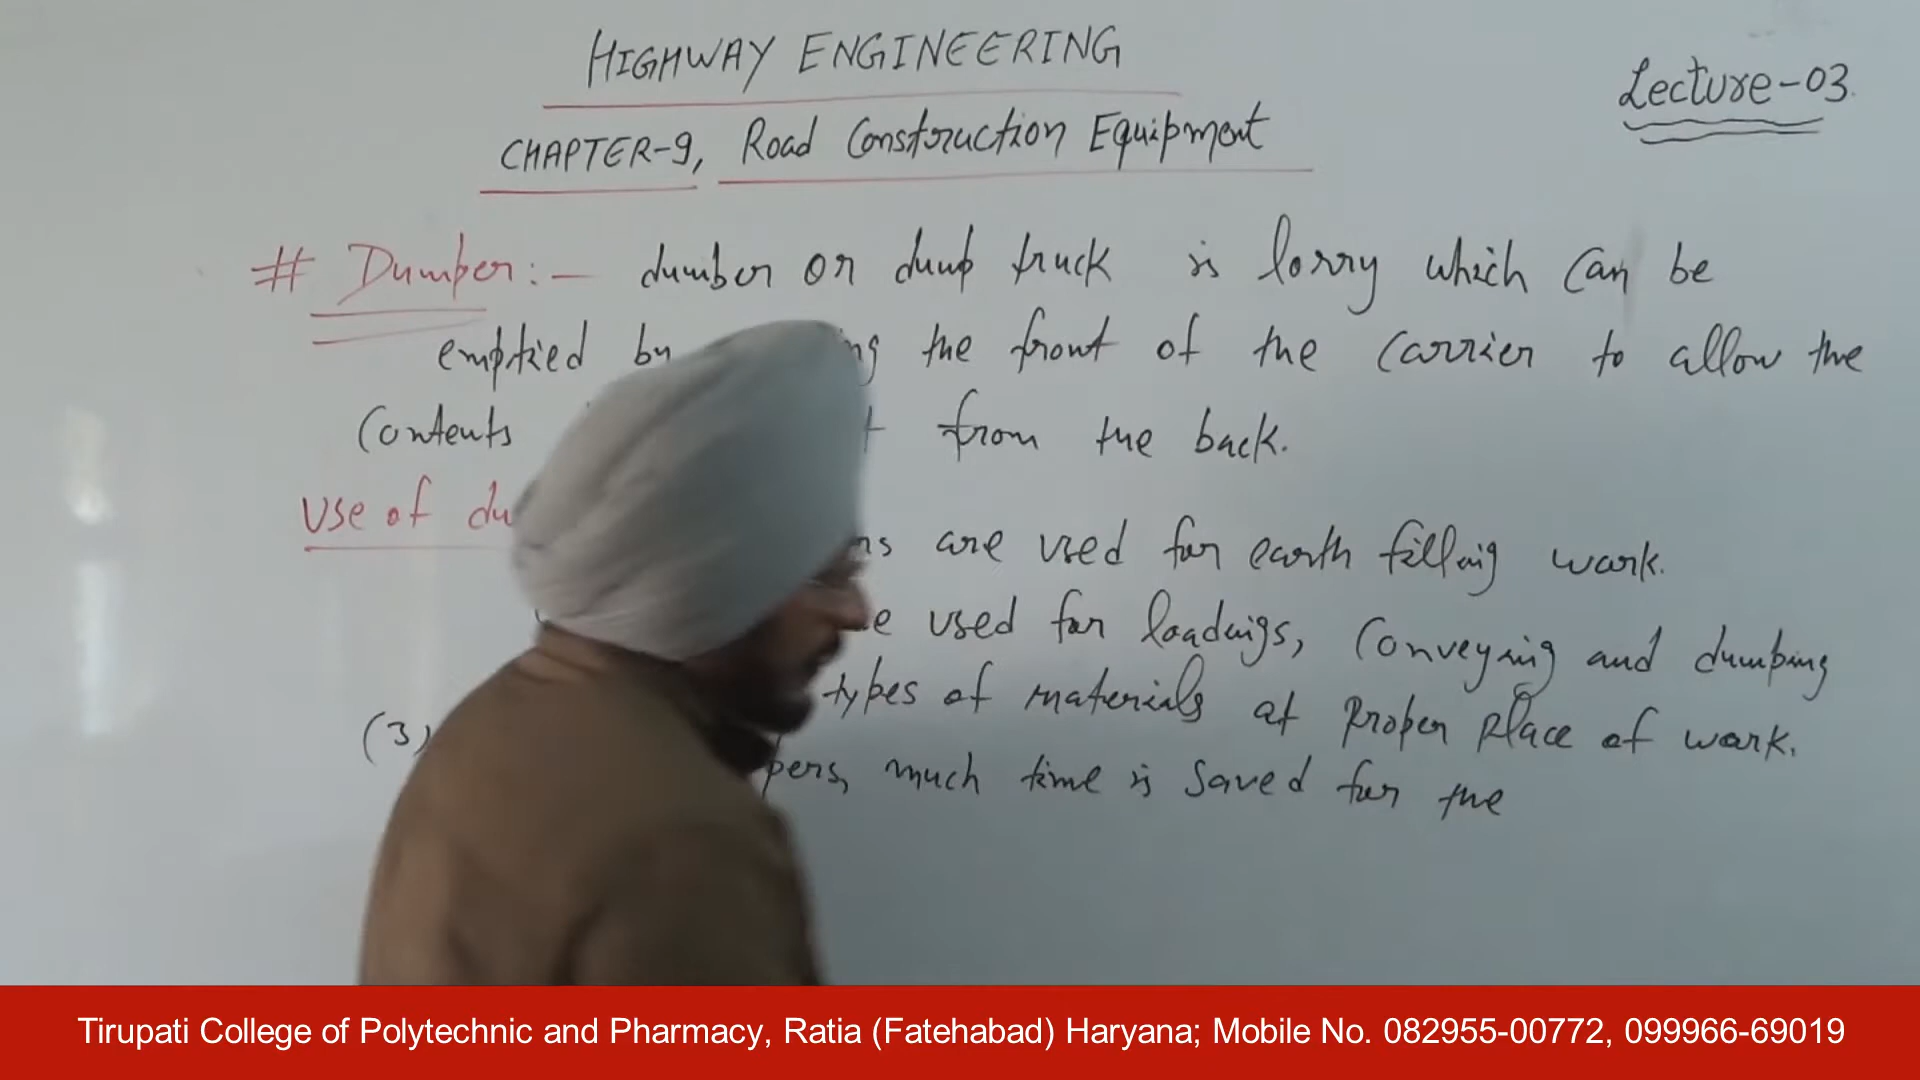 HIGHWAY ENGINEERING
Lecture-03
CHAPTER-9, Road Construction Equipment
# Dumper:- dumber or dump truck is lorry which can be
emptied by the front of the carrier to allow the
Contents from the back.
Use of
are used for earth filling work.
used for loadings, Conveying and dumping
types of materials at Proper Place of work.
(3) much time is Saved for the
Tirupati College of Polytechnic and Pharmacy, Ratia (Fatehabad) Haryana; Mobile No. 082955-00772, 099966-69019